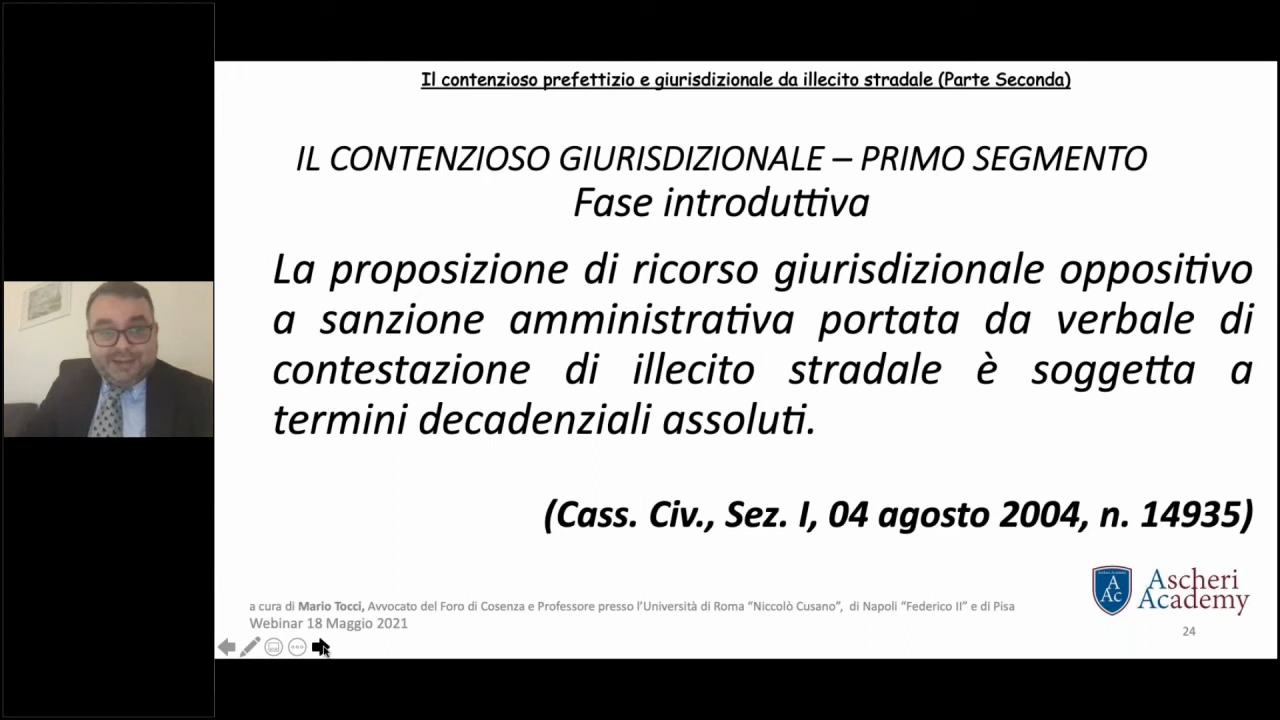 Il contenzioso prefettizio e giurisdizionale da illecito stradale (Parte Seconda)
IL CONTENZIOSO GIURISDIZIONALE – PRIMO SEGMENTO
Fase introduttiva
La proposizione di ricorso giurisdizionale oppositivo
a sanzione amministrativa portata da verbale di
contestazione di illecito stradale è soggetta a
termini decadenziali assoluti.
(Cass. Civ., Sez. I, 04 agosto 2004, n. 14935)
A
Ac
Ascheri
Academy
a cura di Mario Tocci, Avvocato del Foro di Cosenza e Professore presso l'Università di Roma “Niccolò Cusano”, di Napoli “Federico II” e di Pisa
Webinar 18 Maggio 2021
24